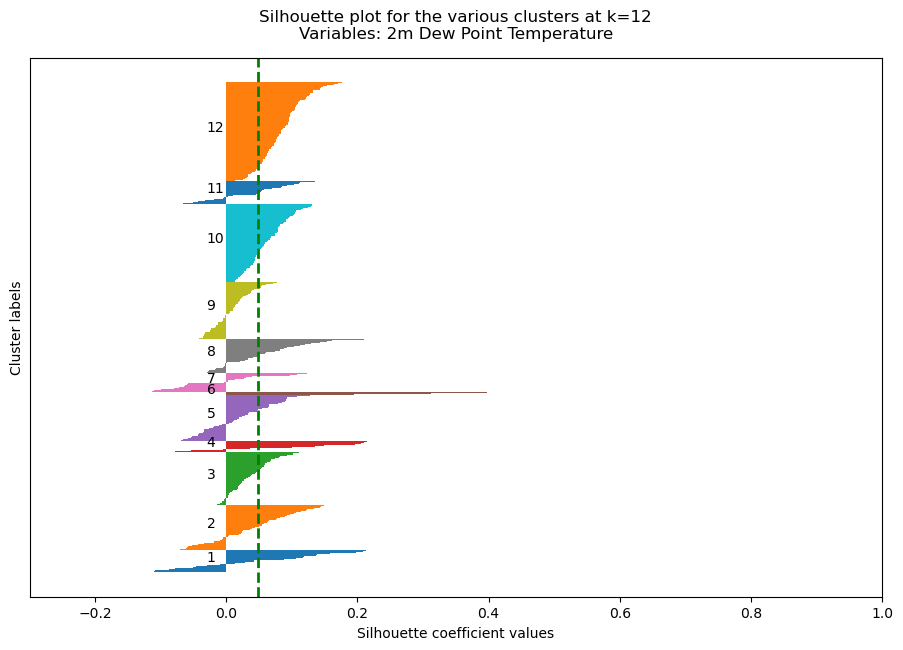 Silhouette plot for the various clusters at k=12
Variables: 2m Dew Point Temperature
Cluster labels
12
11
10
9
8
7
6
5
4
3
2
1
−0.2 0.0 0.2 0.4 0.6 0.8 1.0
Silhouette coefficient values